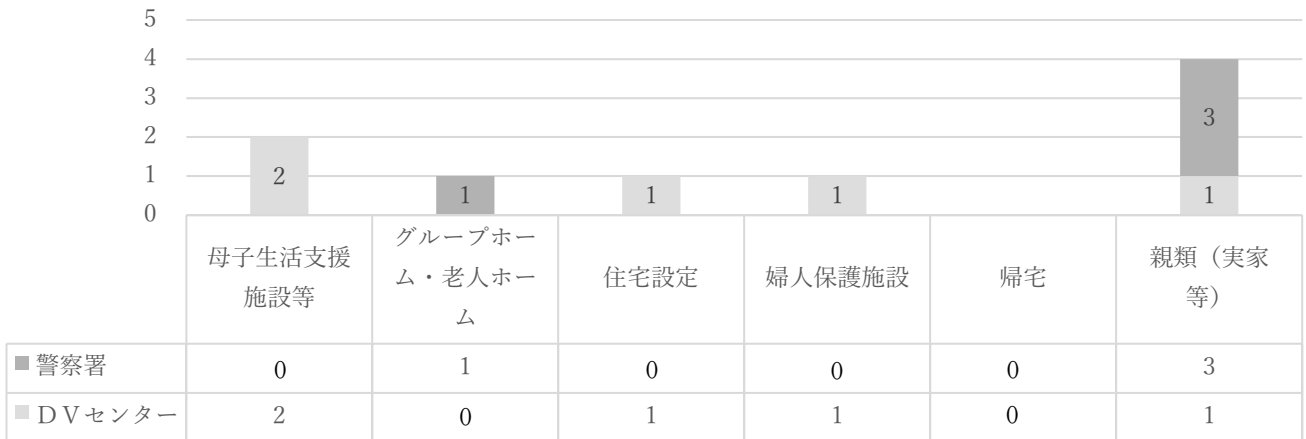 5
4
3
2
1
0
2
1
1
1
3
1
母子生活支援
施設等
グループホー
ム・老人ホー
ム
住宅設定
婦人保護施設
帰宅
親類（実家
等）
警察署 0 1 0 0 0 3
ＤＶセンター 2 0 1 1 0 1